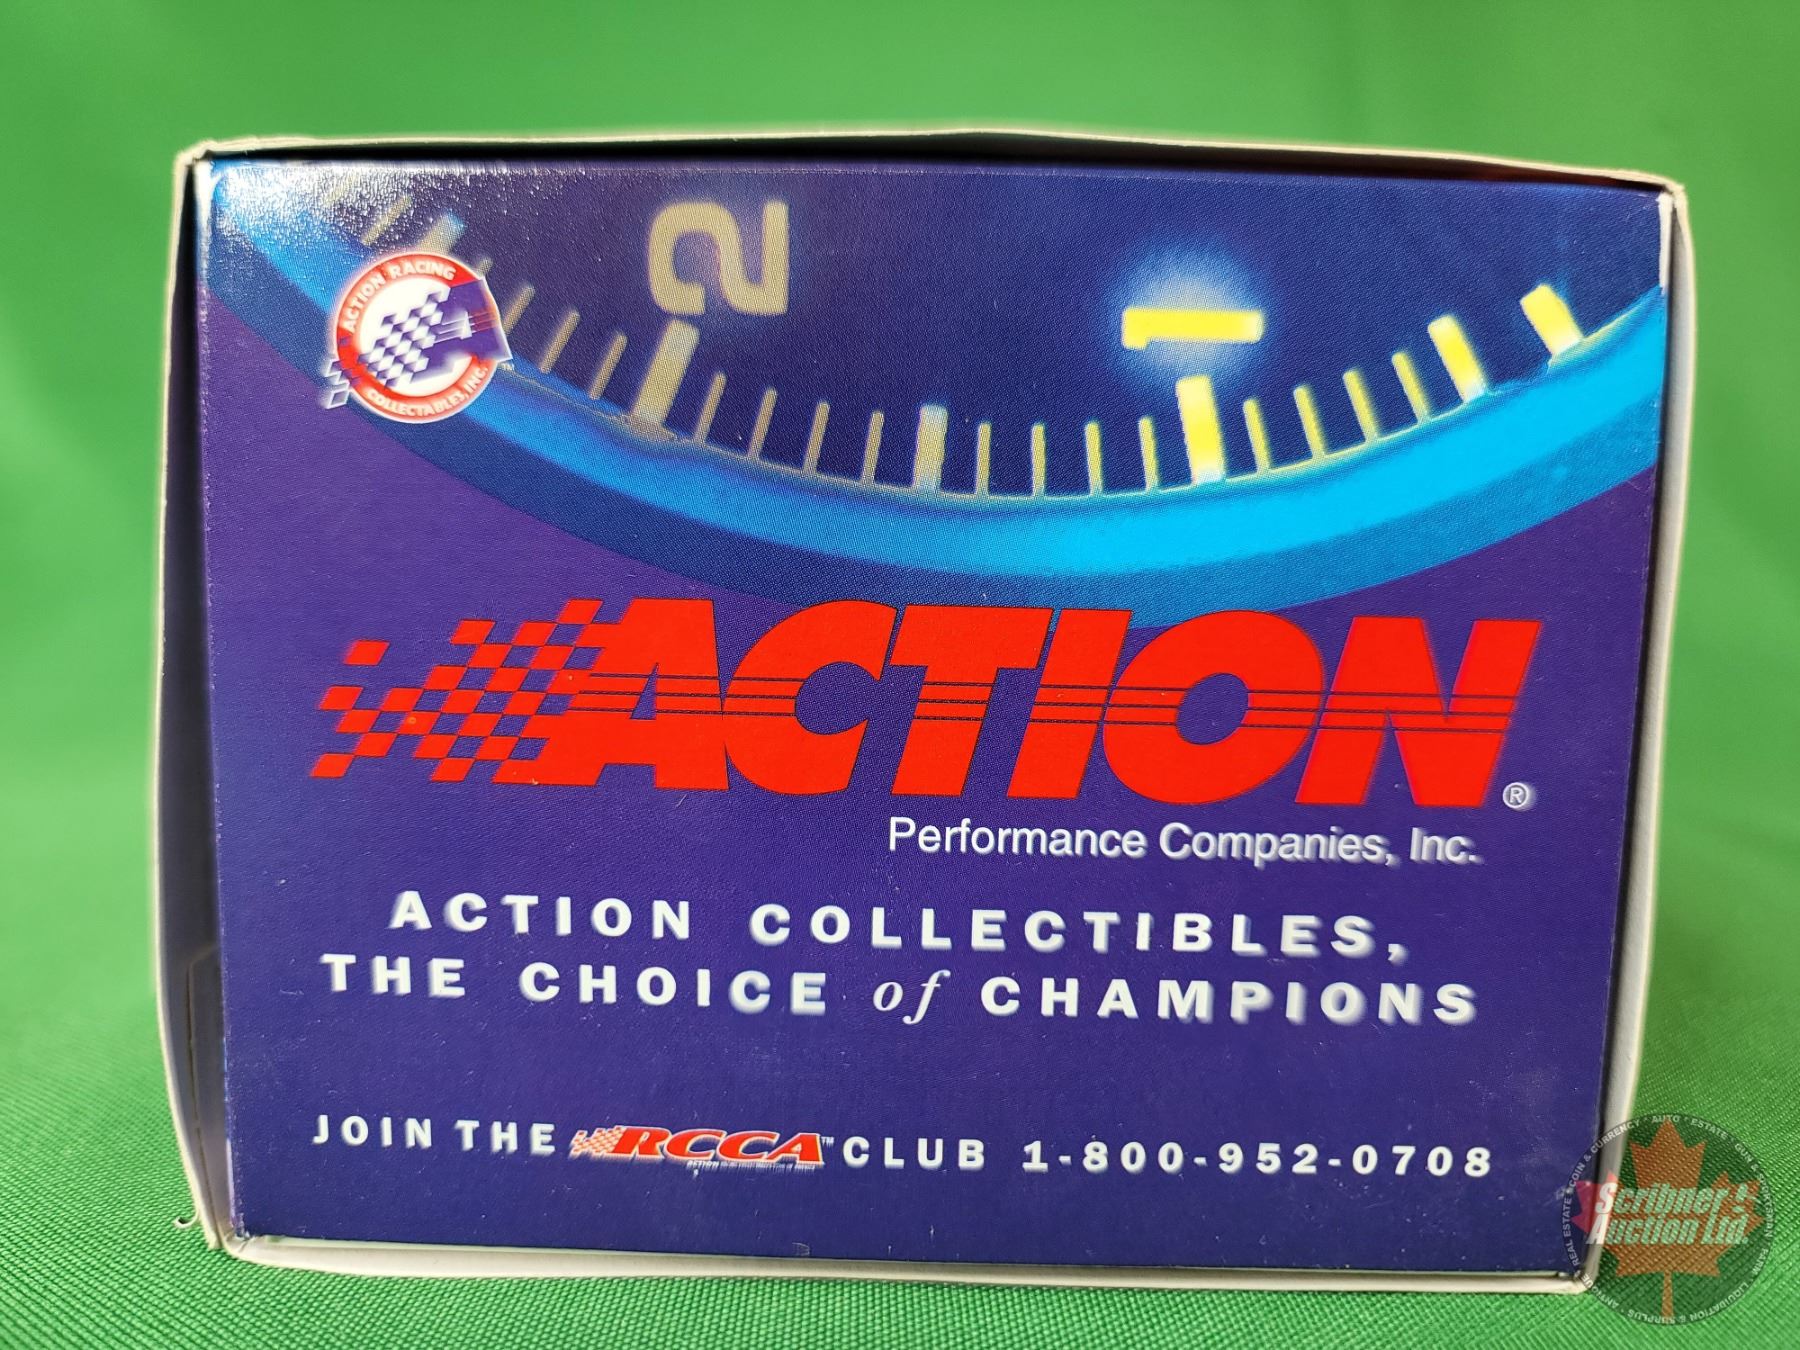 2
1
ACTION RACING
COLLECTABLES, INC.
ACTION®
Performance Companies, Inc.
ACTION COLLECTIBLES,
THE CHOICE of CHAMPIONS
JOIN THE RCCA™ CLUB 1-800-952-0708
Scribner's
Auction Ltd.